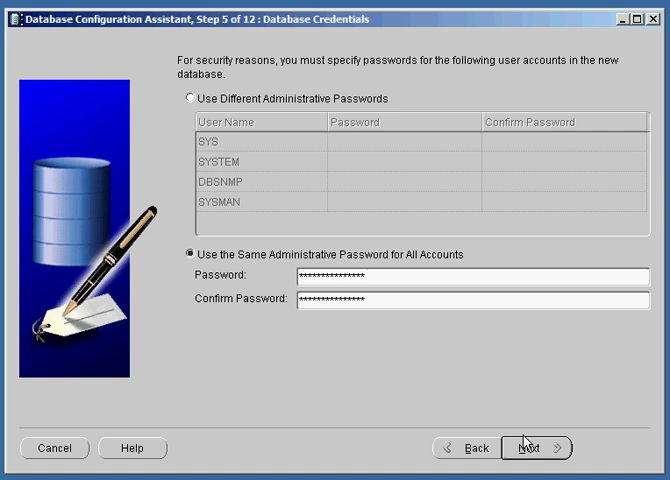 Database Configuration Assistant, Step 5 of 12 : Database Credentials
For security reasons, you must specify passwords for the following user accounts in the new
database.
Use Different Administrative Passwords
User Name Password Confirm Password
SYS
SYSTEM
DBSNMP
SYSMAN
Use the Same Administrative Password for All Accounts
Password: ***************
Confirm Password: ***************
Cancel Help Back Next